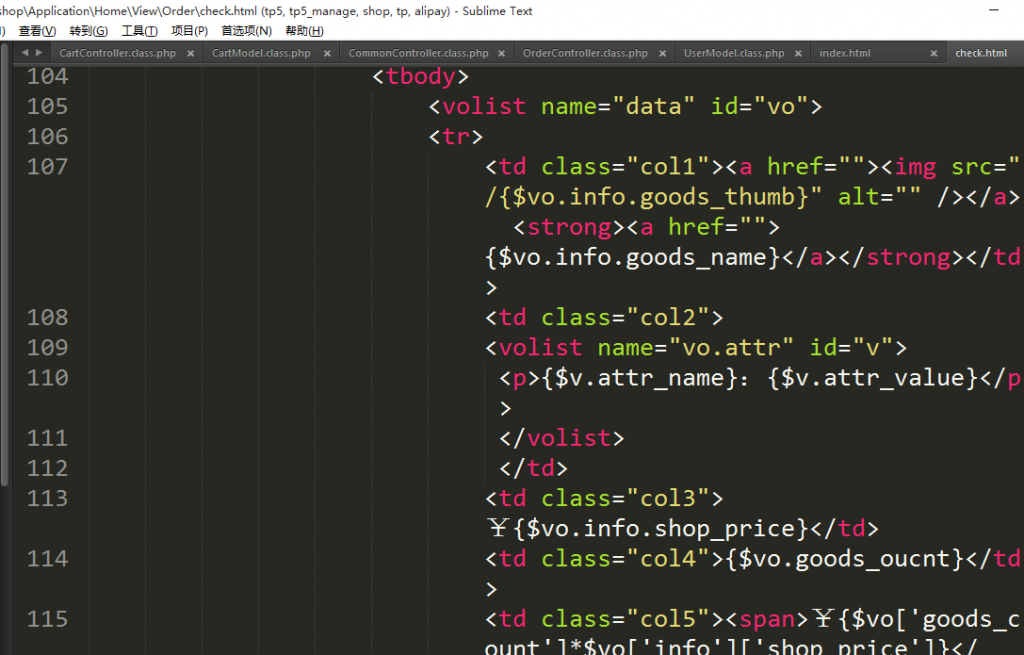 shop\Application\Home\View\Order\check.html (tp5, tp5_manage, shop, tp, alipay) - Sublime Text
查看(V) 转到(G) 工具(T) 项目(P) 首选项(N) 帮助(H)
CartController.class.php × CartModel.class.php × CommonController.class.php × OrderController.class.php × UserModel.class.php × index.html × check.html
104 <tbody>
105 <volist name="data" id="vo">
106 <tr>
107 <td class="col1"><a href=""><img src="
/{$vo.info.goods_thumb}" alt="" /></a>
<strong><a href="">
{$vo.info.goods_name}</a></strong></td
>
108 <td class="col2">
109 <volist name="vo.attr" id="v">
110 <p>{$v.attr_name}：{$v.attr_value}</p
>
111 </volist>
112 </td>
113 <td class="col3">
￥{$vo.info.shop_price}</td>
114 <td class="col4">{$vo.goods_oucnt}</td
>
115 <td class="col5"><span>￥{$vo['goods_c
ount']*$vo['info']['shop_price']}</